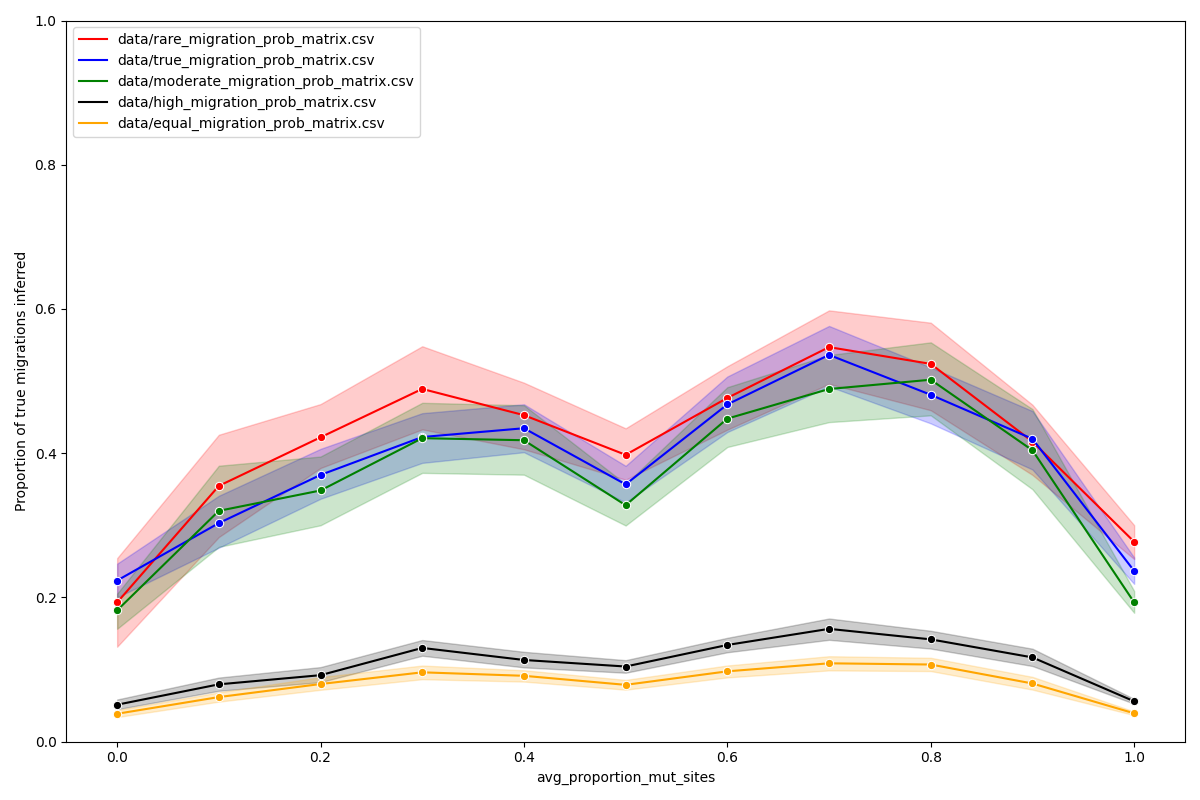 data/rare_migration_prob_matrix.csv
data/true_migration_prob_matrix.csv
data/moderate_migration_prob_matrix.csv
data/high_migration_prob_matrix.csv
data/equal_migration_prob_matrix.csv
Proportion of true migrations inferred
1.0
0.8
0.6
0.4
0.2
0.0
0.0 0.2 0.4 0.6 0.8 1.0
avg_proportion_mut_sites